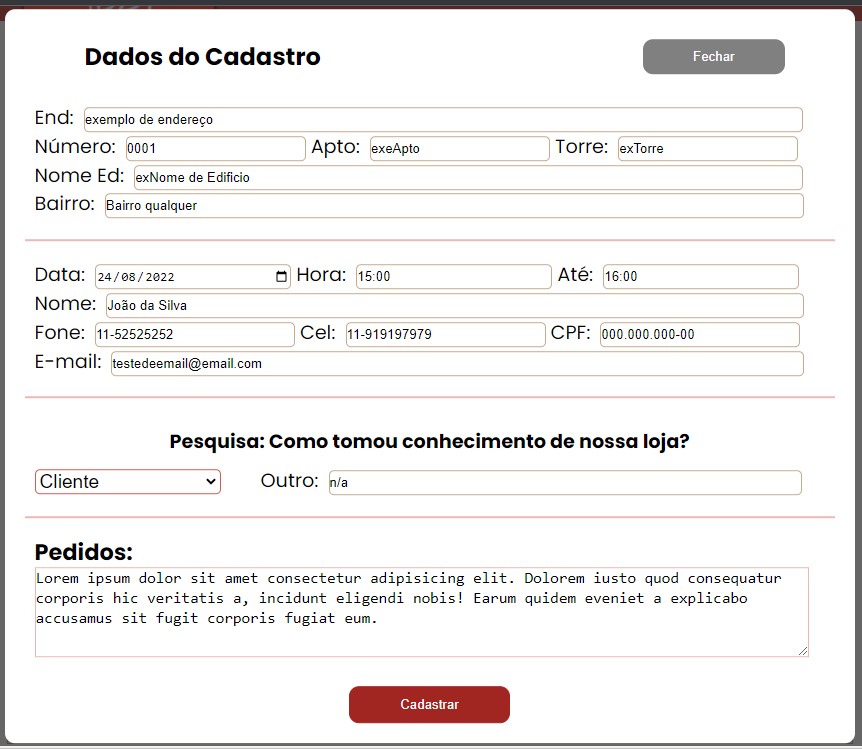 Dados do Cadastro Fechar
End: exemplo de endereço
Número: 0001 Apto: exeApto Torre: exTorre
Nome Ed: exNome de Edificio
Bairro: Bairro qualquer
Data: 24/08/2022 Hora: 15:00 Até: 16:00
Nome: João da Silva
Fone: 11-52525252 Cel: 11-919197979 CPF: 000.000.000-00
E-mail: testedeemail@email.com
Pesquisa: Como tomou conhecimento de nossa loja?
Cliente Outro: n/a
Pedidos:
Lorem ipsum dolor sit amet consectetur adipisicing elit. Dolorem iusto quod consequatur
corporis hic veritatis a, incidunt eligendi nobis! Earum quidem eveniet a explicabo
accusamus sit fugit corporis fugiat eum.
Cadastrar